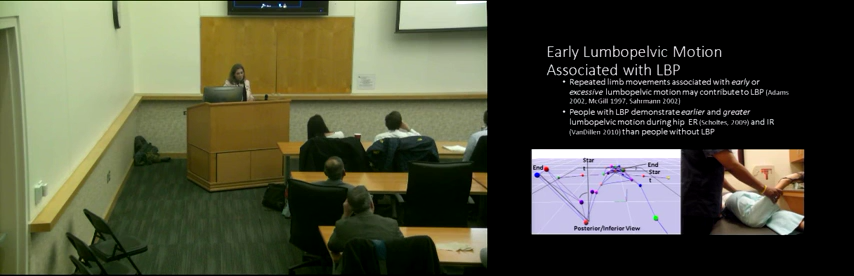 Early Lumbopelvic Motion
Associated with LBP
• Repeated limb movements associated with early or
excessive lumbopelvic motion may contribute to LBP (Adams
2002, McGill 1997, Sahrmann 2002)
• People with LBP demonstrate earlier and greater
lumbopelvic motion during hip ER (Scholtes, 2009) and IR
(VanDillen 2010) than people without LBP
End
Star
t
End
Star
t
Posterior/Inferior View